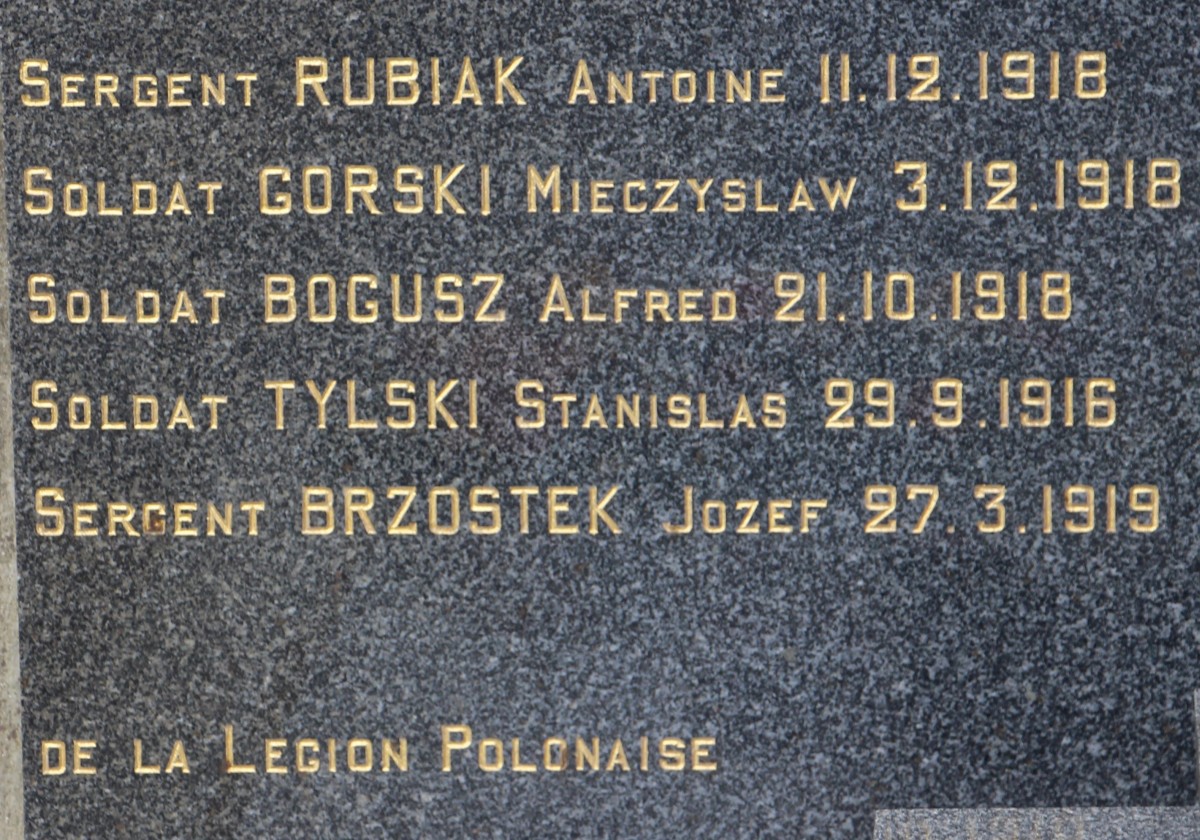 SERGENT RUBIAK ANTOINE 11.12.1918
SOLDAT GORSKI MIECZYSLAW 3.12.1918
SOLDAT BOGUSZ ALFRED 21.10.1918
SOLDAT TYLSKI STANISLAS 29.9.1916
SERGENT BRZOSTEK JOZEF 27.3.1919
DE LA LEGION POLONAISE